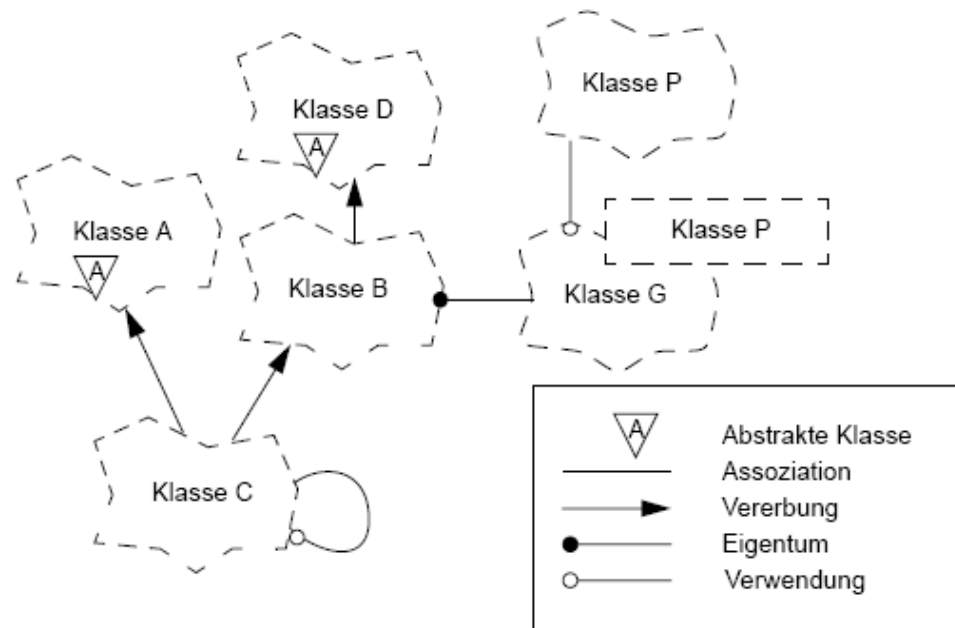 Klasse P
Klasse D
A
Klasse A
A
Klasse P
Klasse B
Klasse G
Klasse C
A Abstrakte Klasse
Assoziation
Vererbung
Eigentum
Verwendung